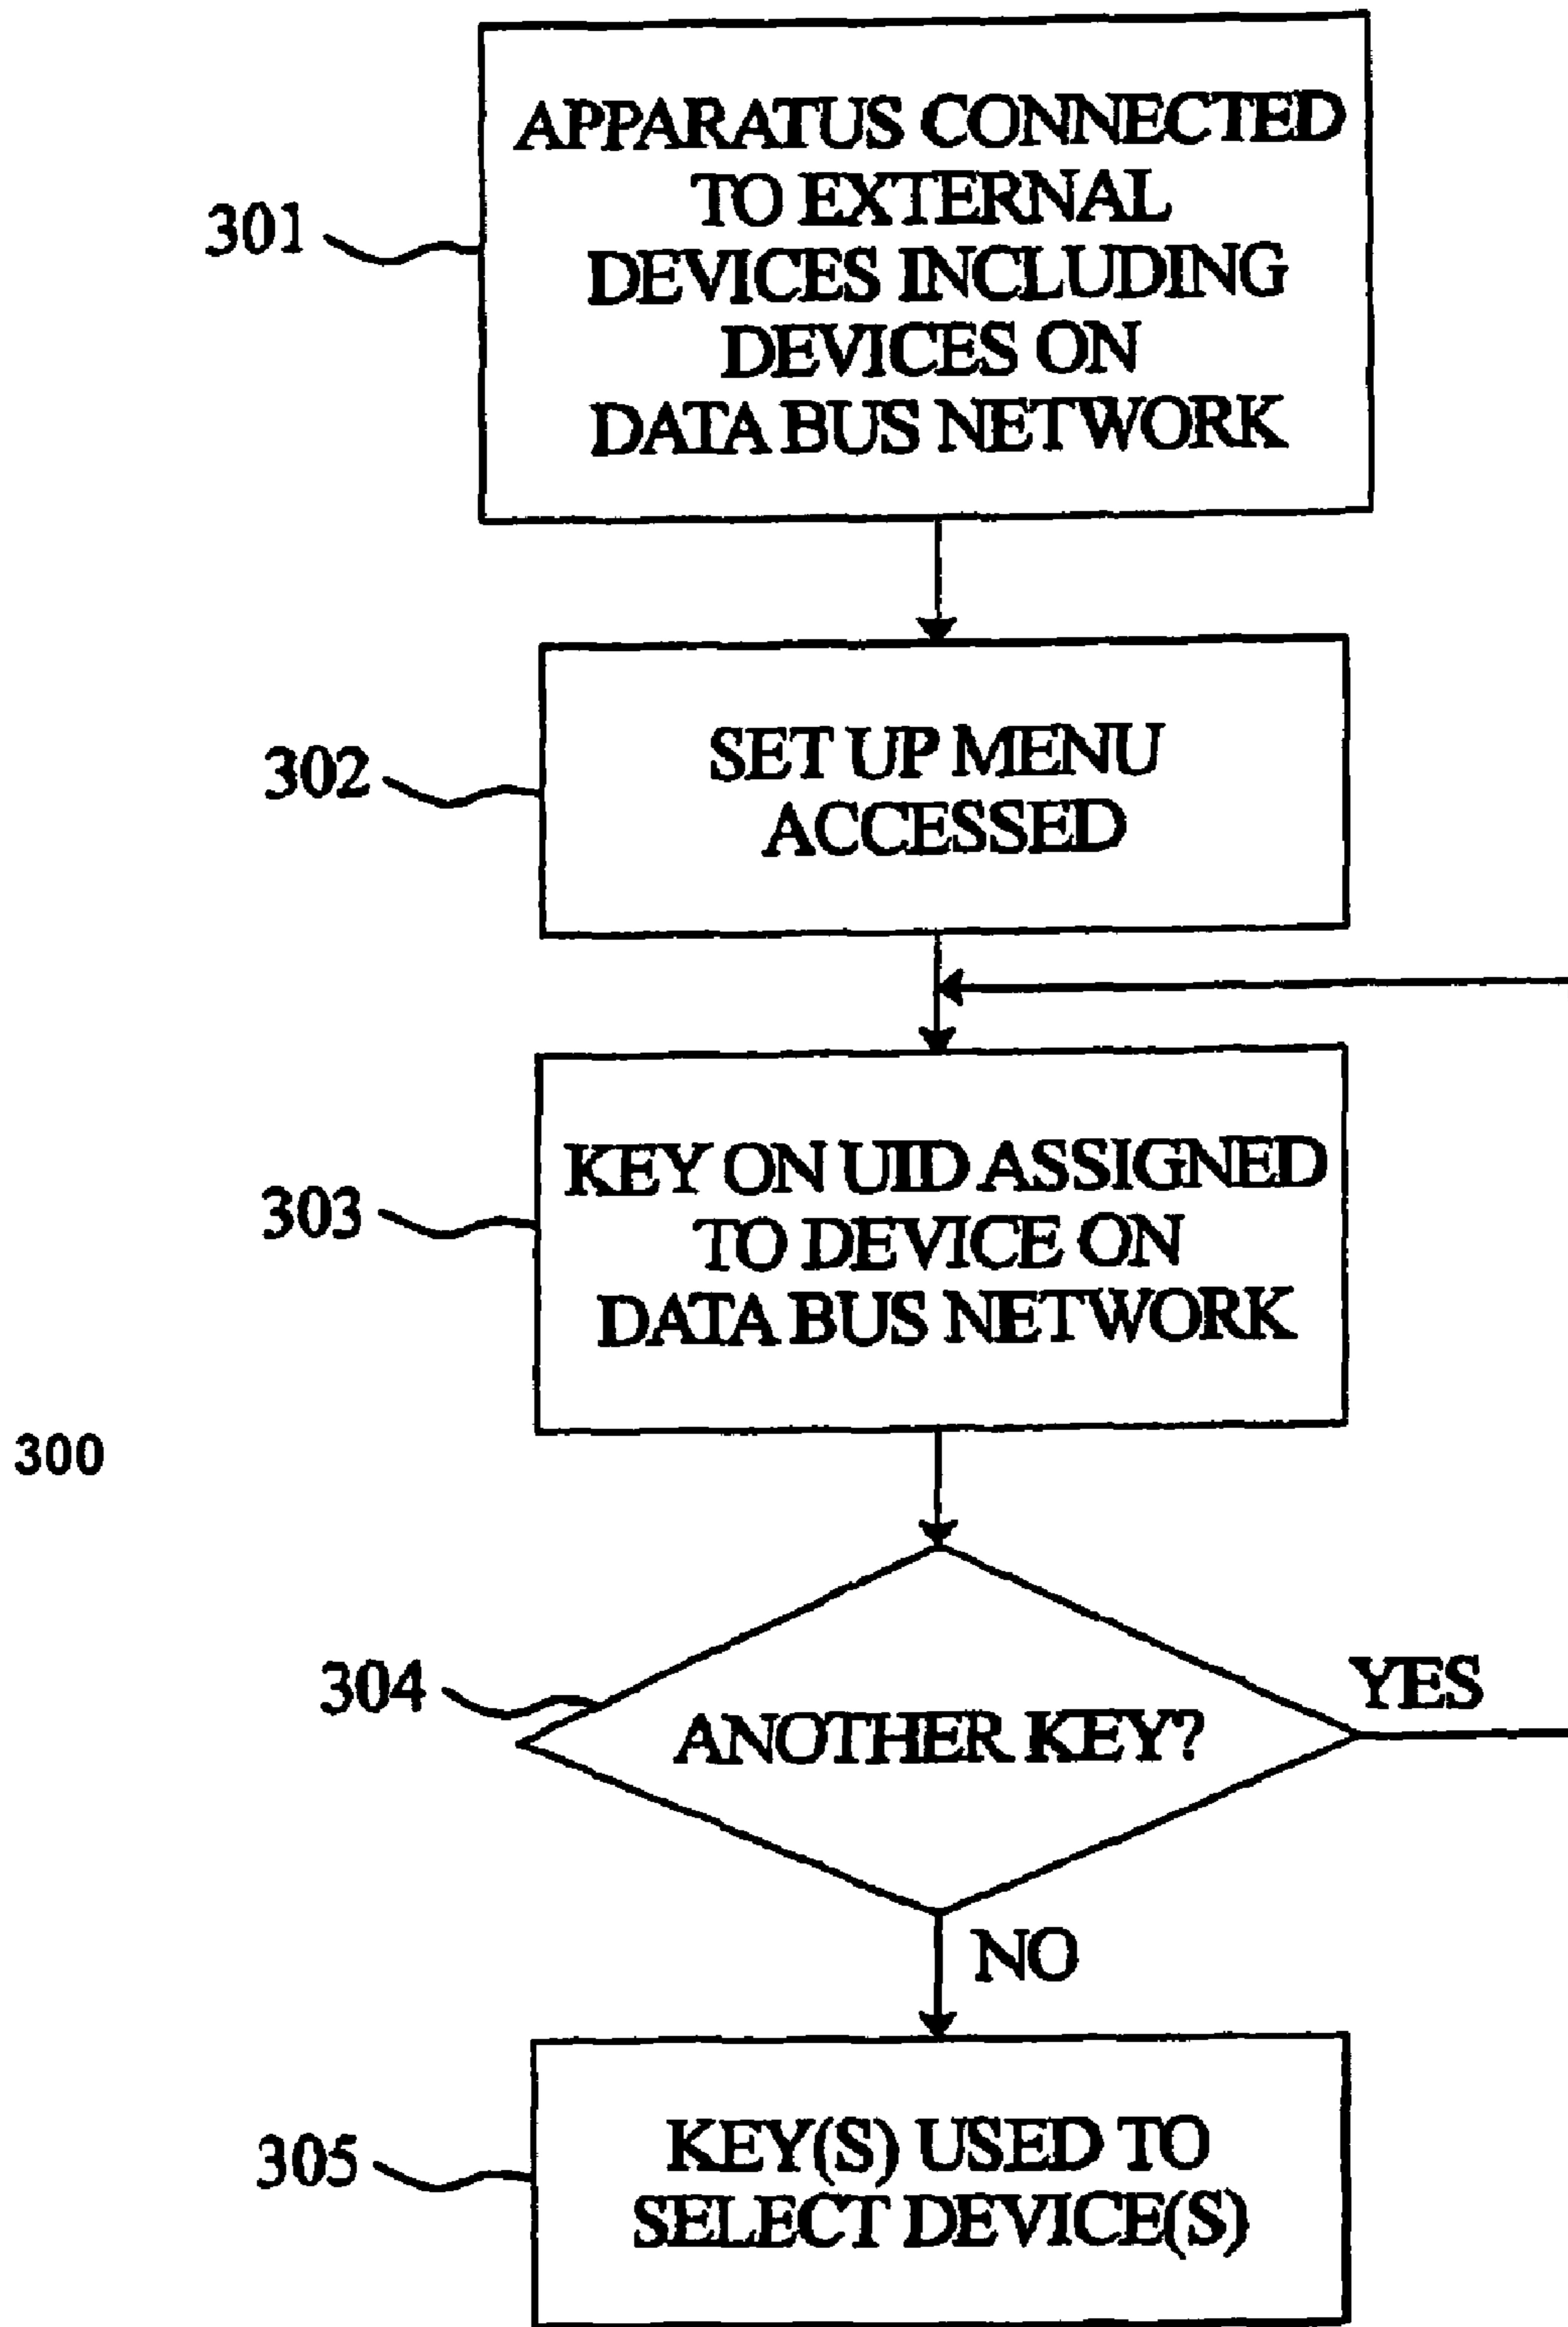 301
APPARATUS CONNECTED
TO EXTERNAL
DEVICES INCLUDING
DEVICES ON
DATA BUS NETWORK
302
SET UP MENU
ACCESSED
303
KEY ON UID ASSIGNED
TO DEVICE ON
DATA BUS NETWORK
300
304
ANOTHER KEY?
YES
NO
305
KEY(S) USED TO
SELECT DEVICE(S)